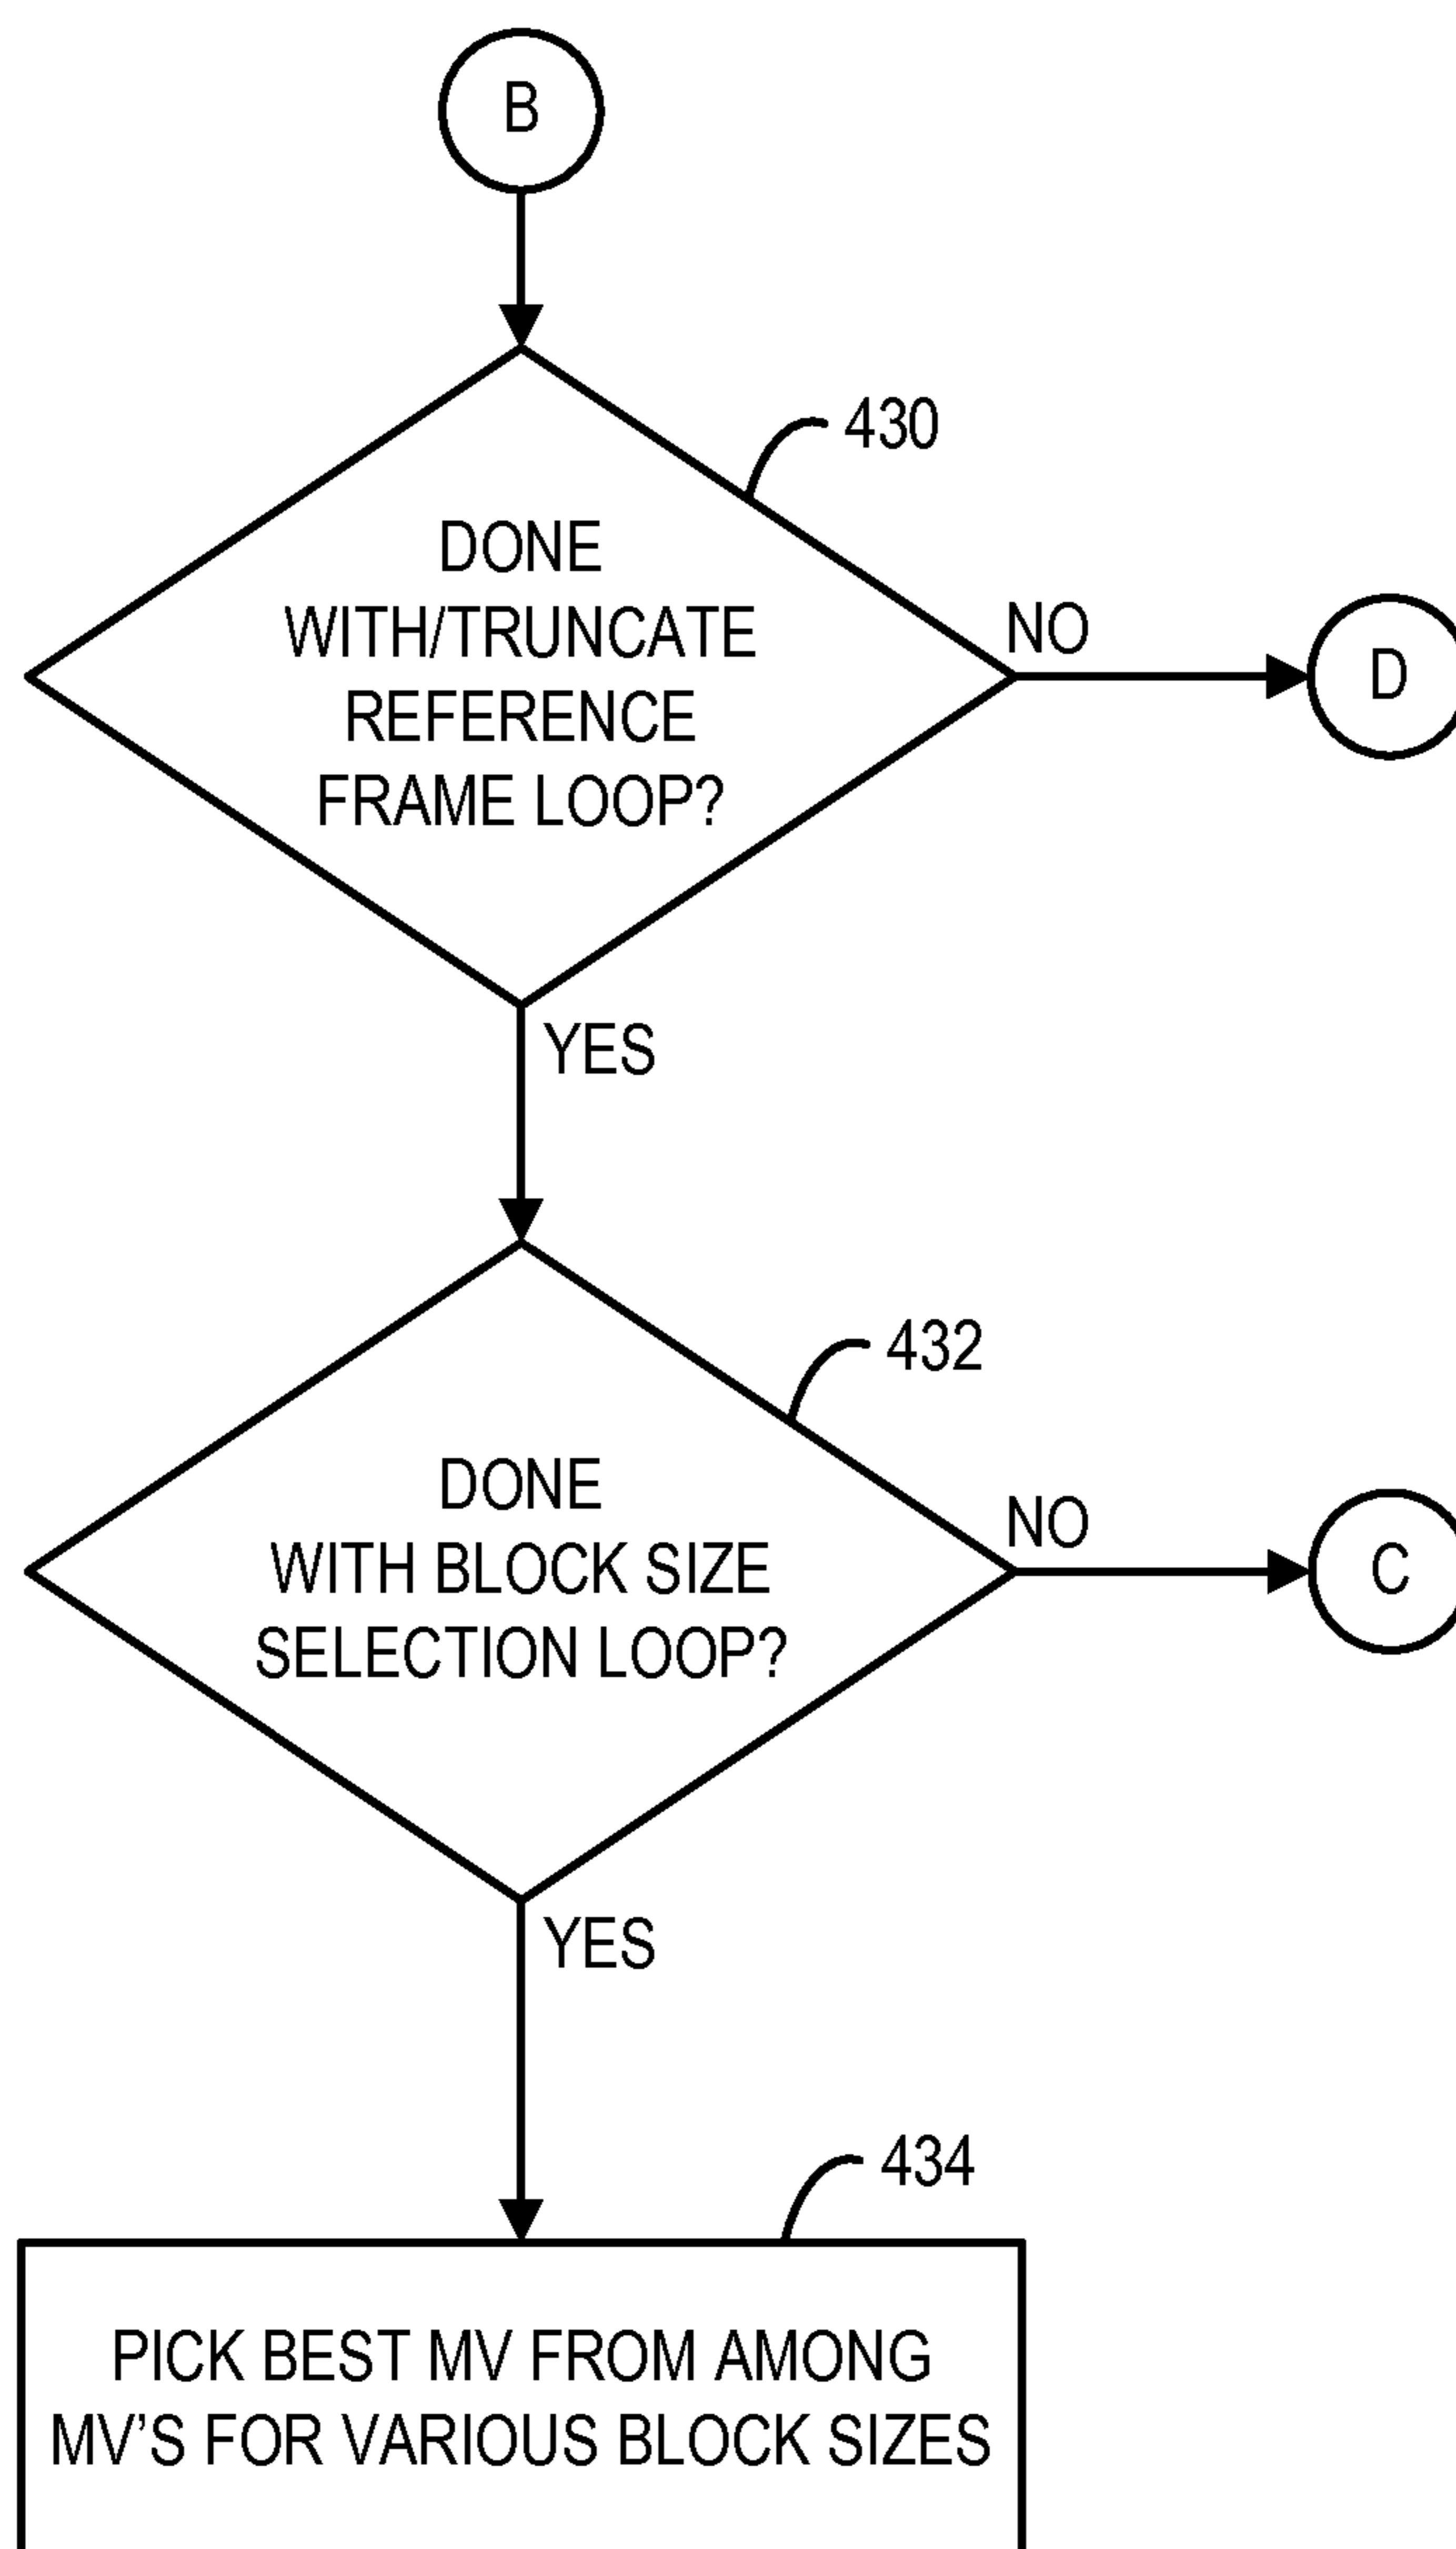 B
430
DONE
WITH/TRUNCATE
REFERENCE
FRAME LOOP?
NO
D
YES
432
DONE
WITH BLOCK SIZE
SELECTION LOOP?
NO
C
YES
434
PICK BEST MV FROM AMONG
MV'S FOR VARIOUS BLOCK SIZES